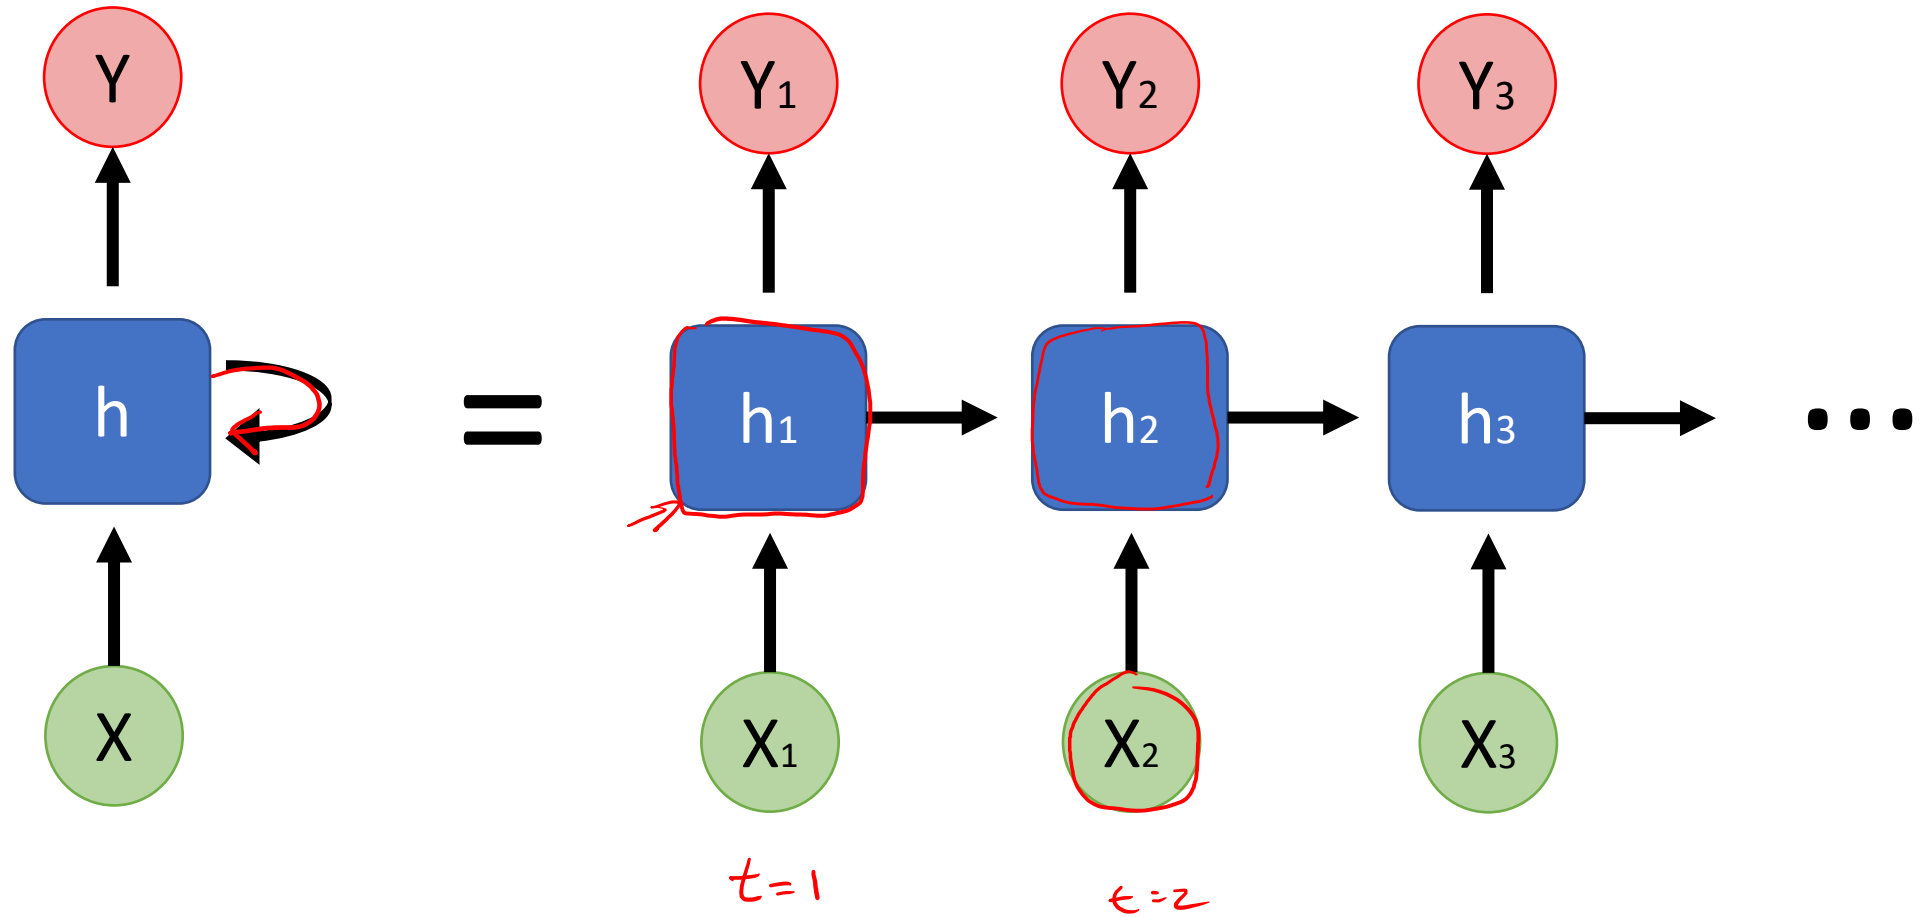 Y Y1 Y2 Y3
h = h1 h2 h3 ...
X X1 X2 X3
t=1 t=2